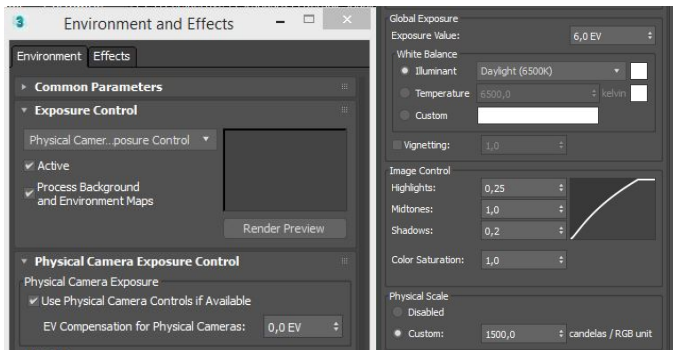 3 Environment and Effects
Environment Effects
Common Parameters
Exposure Control
Physical Camer...posure Control
Active
Process Background
and Environment Maps
Render Preview
Physical Camera Exposure Control
Physical Camera Exposure
Use Physical Camera Controls if Available
EV Compensation for Physical Cameras: 0,0 EV
Global Exposure
Exposure Value: 6,0 EV
White Balance
Illuminant Daylight (6500K)
Temperature 6500,0 kelvin
Custom
Vignetting: 1,0
Image Control
Highlights: 0,25
Midtones: 1,0
Shadows: 0,2
Color Saturation: 1,0
Physical Scale
Disabled
Custom: 1500,0 candelas / RGB unit